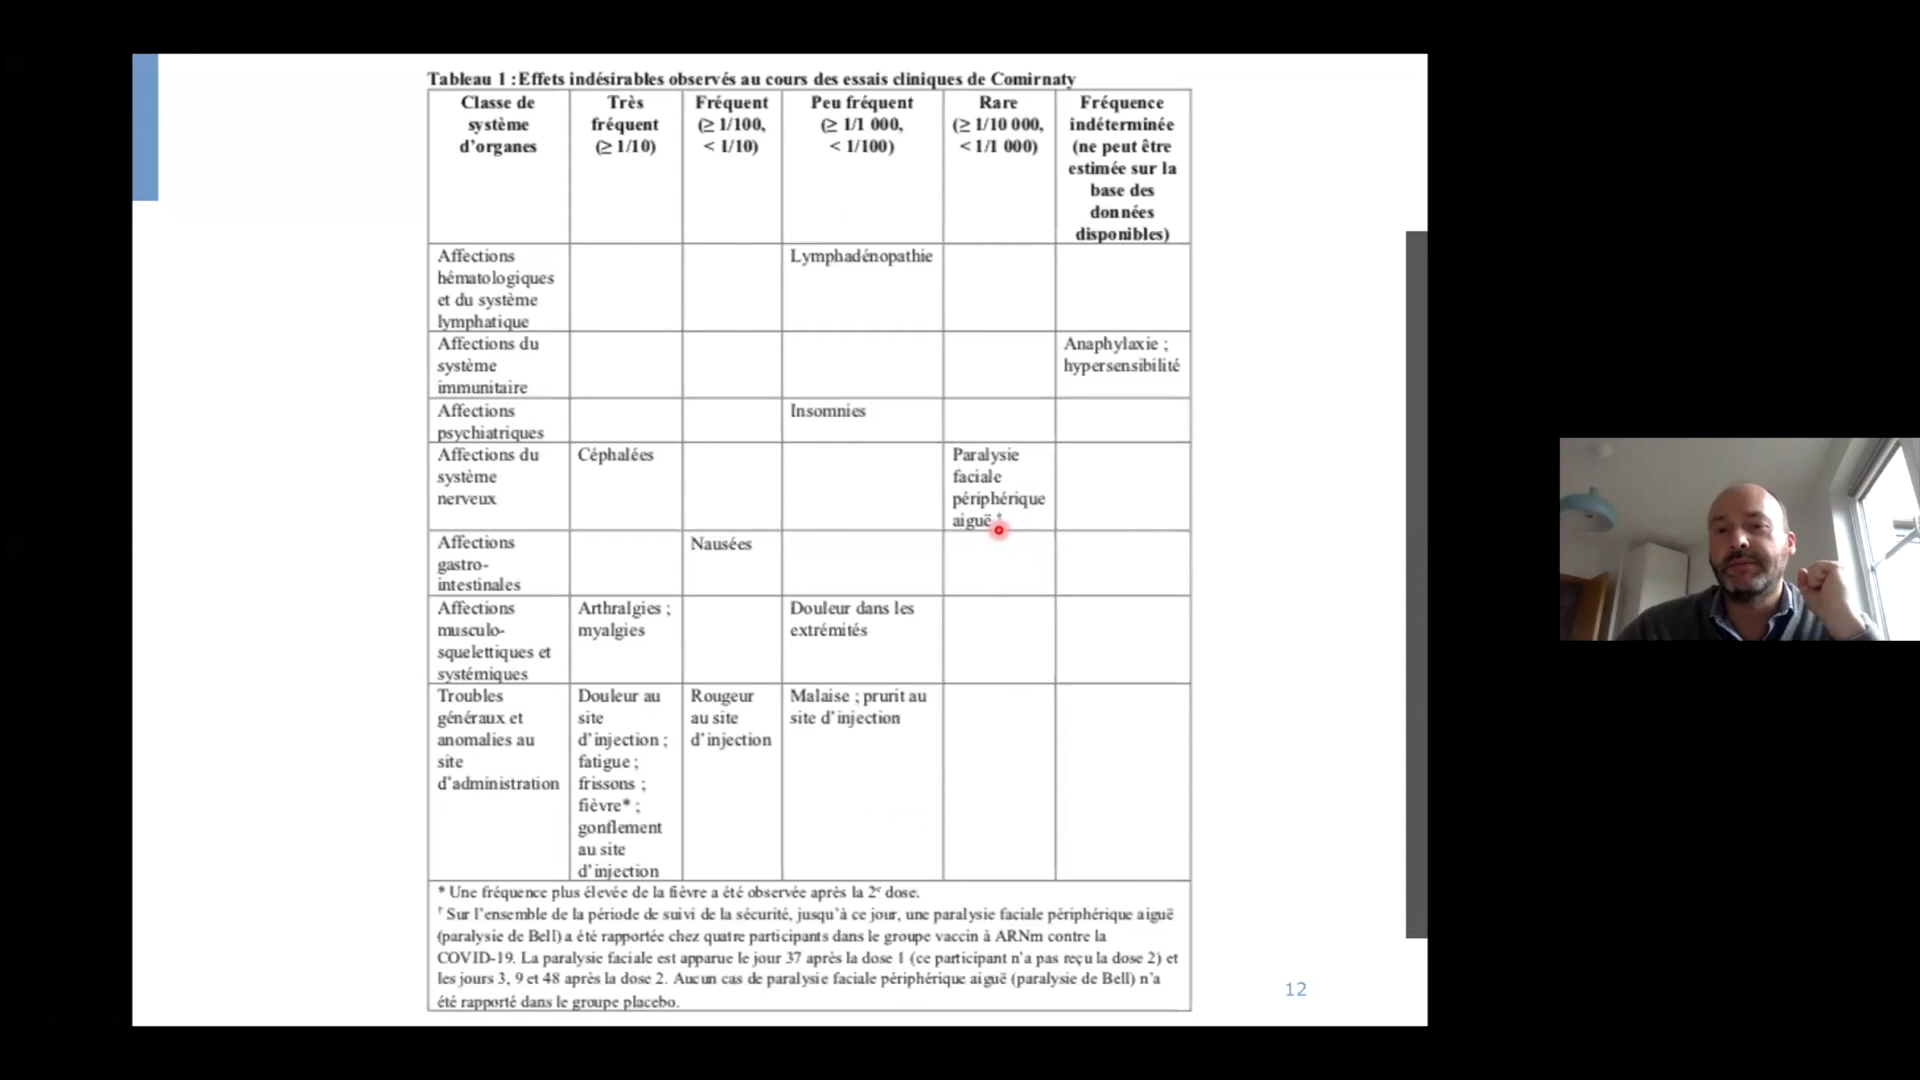 Tableau 1 : Effets indésirables observés au cours des essais cliniques de Comirnaty
Classe de
système
d'organes
Très
fréquent
(≥ 1/10)
Fréquent
(≥ 1/100,
< 1/10)
Peu fréquent
(≥ 1/1 000,
< 1/100)
Rare
(≥ 1/10 000,
< 1/1 000)
Fréquence
indéterminée
(ne peut être
estimée sur la
base des
données
disponibles)
Affections
hématologiques
et du système
lymphatique
Lymphadénopathie
Affections du
système
immunitaire
Anaphylaxie ;
hypersensibilité
Affections
psychiatriques
Insomnies
Affections du
système
nerveux
Céphalées
Paralysie
faciale
périphérique
aiguë †
Affections
gastro-
intestinales
Nausées
Affections
musculo-
squelettiques et
systémiques
Arthralgies ;
myalgies
Douleur dans les
extrémités
Troubles
généraux et
anomalies au
site
d'administration
Douleur au
site
d'injection ;
fatigue ;
frissons ;
fièvre* ;
gonflement
au site
d'injection
Rougeur
au site
d'injection
Malaise ; prurit au
site d'injection
* Une fréquence plus élevée de la fièvre a été observée après la 2e dose.
† Sur l'ensemble de la période de suivi de la sécurité, jusqu'à ce jour, une paralysie faciale périphérique aiguë
(paralysie de Bell) a été rapportée chez quatre participants dans le groupe vaccin à ARNm contre la
COVID-19. La paralysie faciale est apparue le jour 37 après la dose 1 (ce participant n'a pas reçu la dose 2) et
les jours 3, 9 et 48 après la dose 2. Aucun cas de paralysie faciale périphérique aiguë (paralysie de Bell) n'a
été rapporté dans le groupe placebo.
12